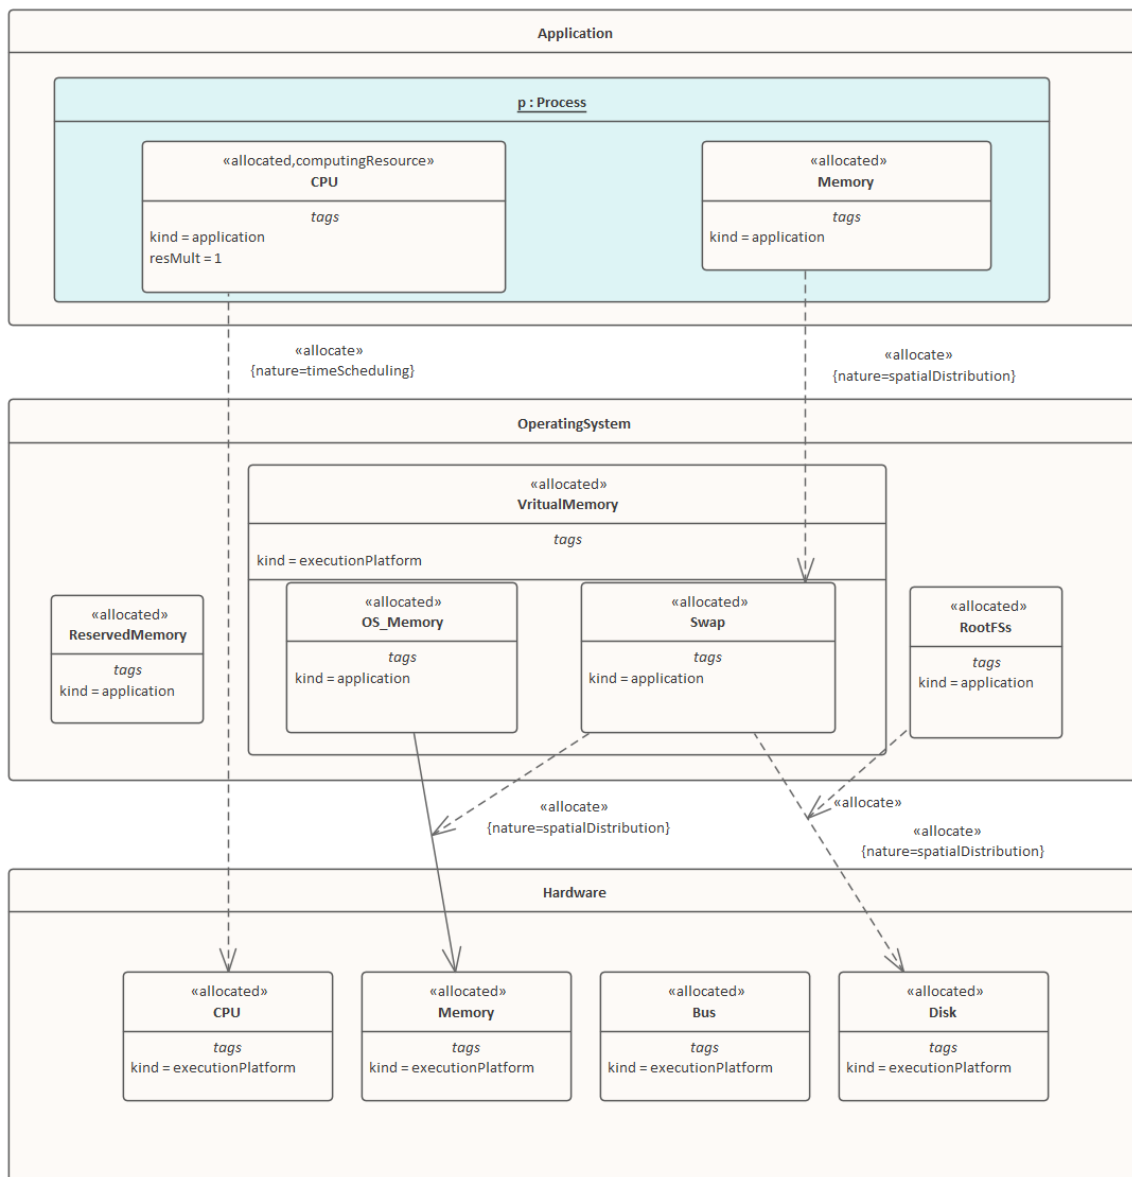 Application
p : Process
«allocated,computingResource»
CPU
tags
kind = application
resMult = 1
«allocated»
Memory
tags
kind = application
«allocate»
{nature=timeScheduling}
«allocate»
{nature=spatialDistribution}
OperatingSystem
«allocated»
VritualMemory
tags
kind = executionPlatform
«allocated»
ReservedMemory
tags
kind = application
«allocated»
OS_Memory
tags
kind = application
«allocated»
Swap
tags
kind = application
«allocated»
RootFSs
tags
kind = application
«allocate»
{nature=spatialDistribution}
«allocate»
«allocate»
{nature=spatialDistribution}
Hardware
«allocated»
CPU
tags
kind = executionPlatform
«allocated»
Memory
tags
kind = executionPlatform
«allocated»
Bus
tags
kind = executionPlatform
«allocated»
Disk
tags
kind = executionPlatform